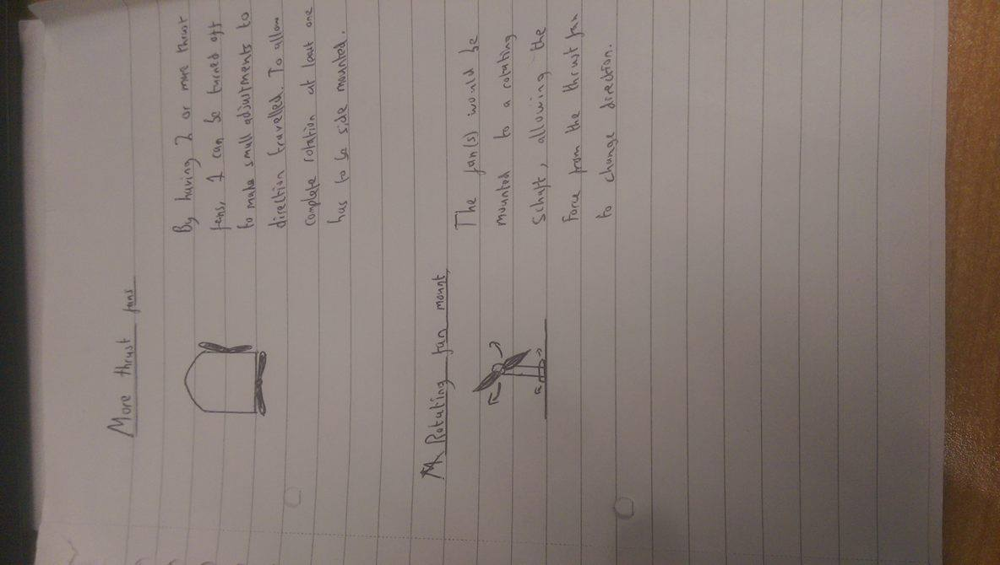 More thrust fans
By having 2 or more thrust
fens, 1 can be turned off
to make small adjustments to
direction travelled. To allow
complete rotation at least one
has to be side mounted.
Rotating fan mount,
The fan(s) would be
mounted to a rotating
Schaft, allowing the
Force from the thrust fan
to change direction.